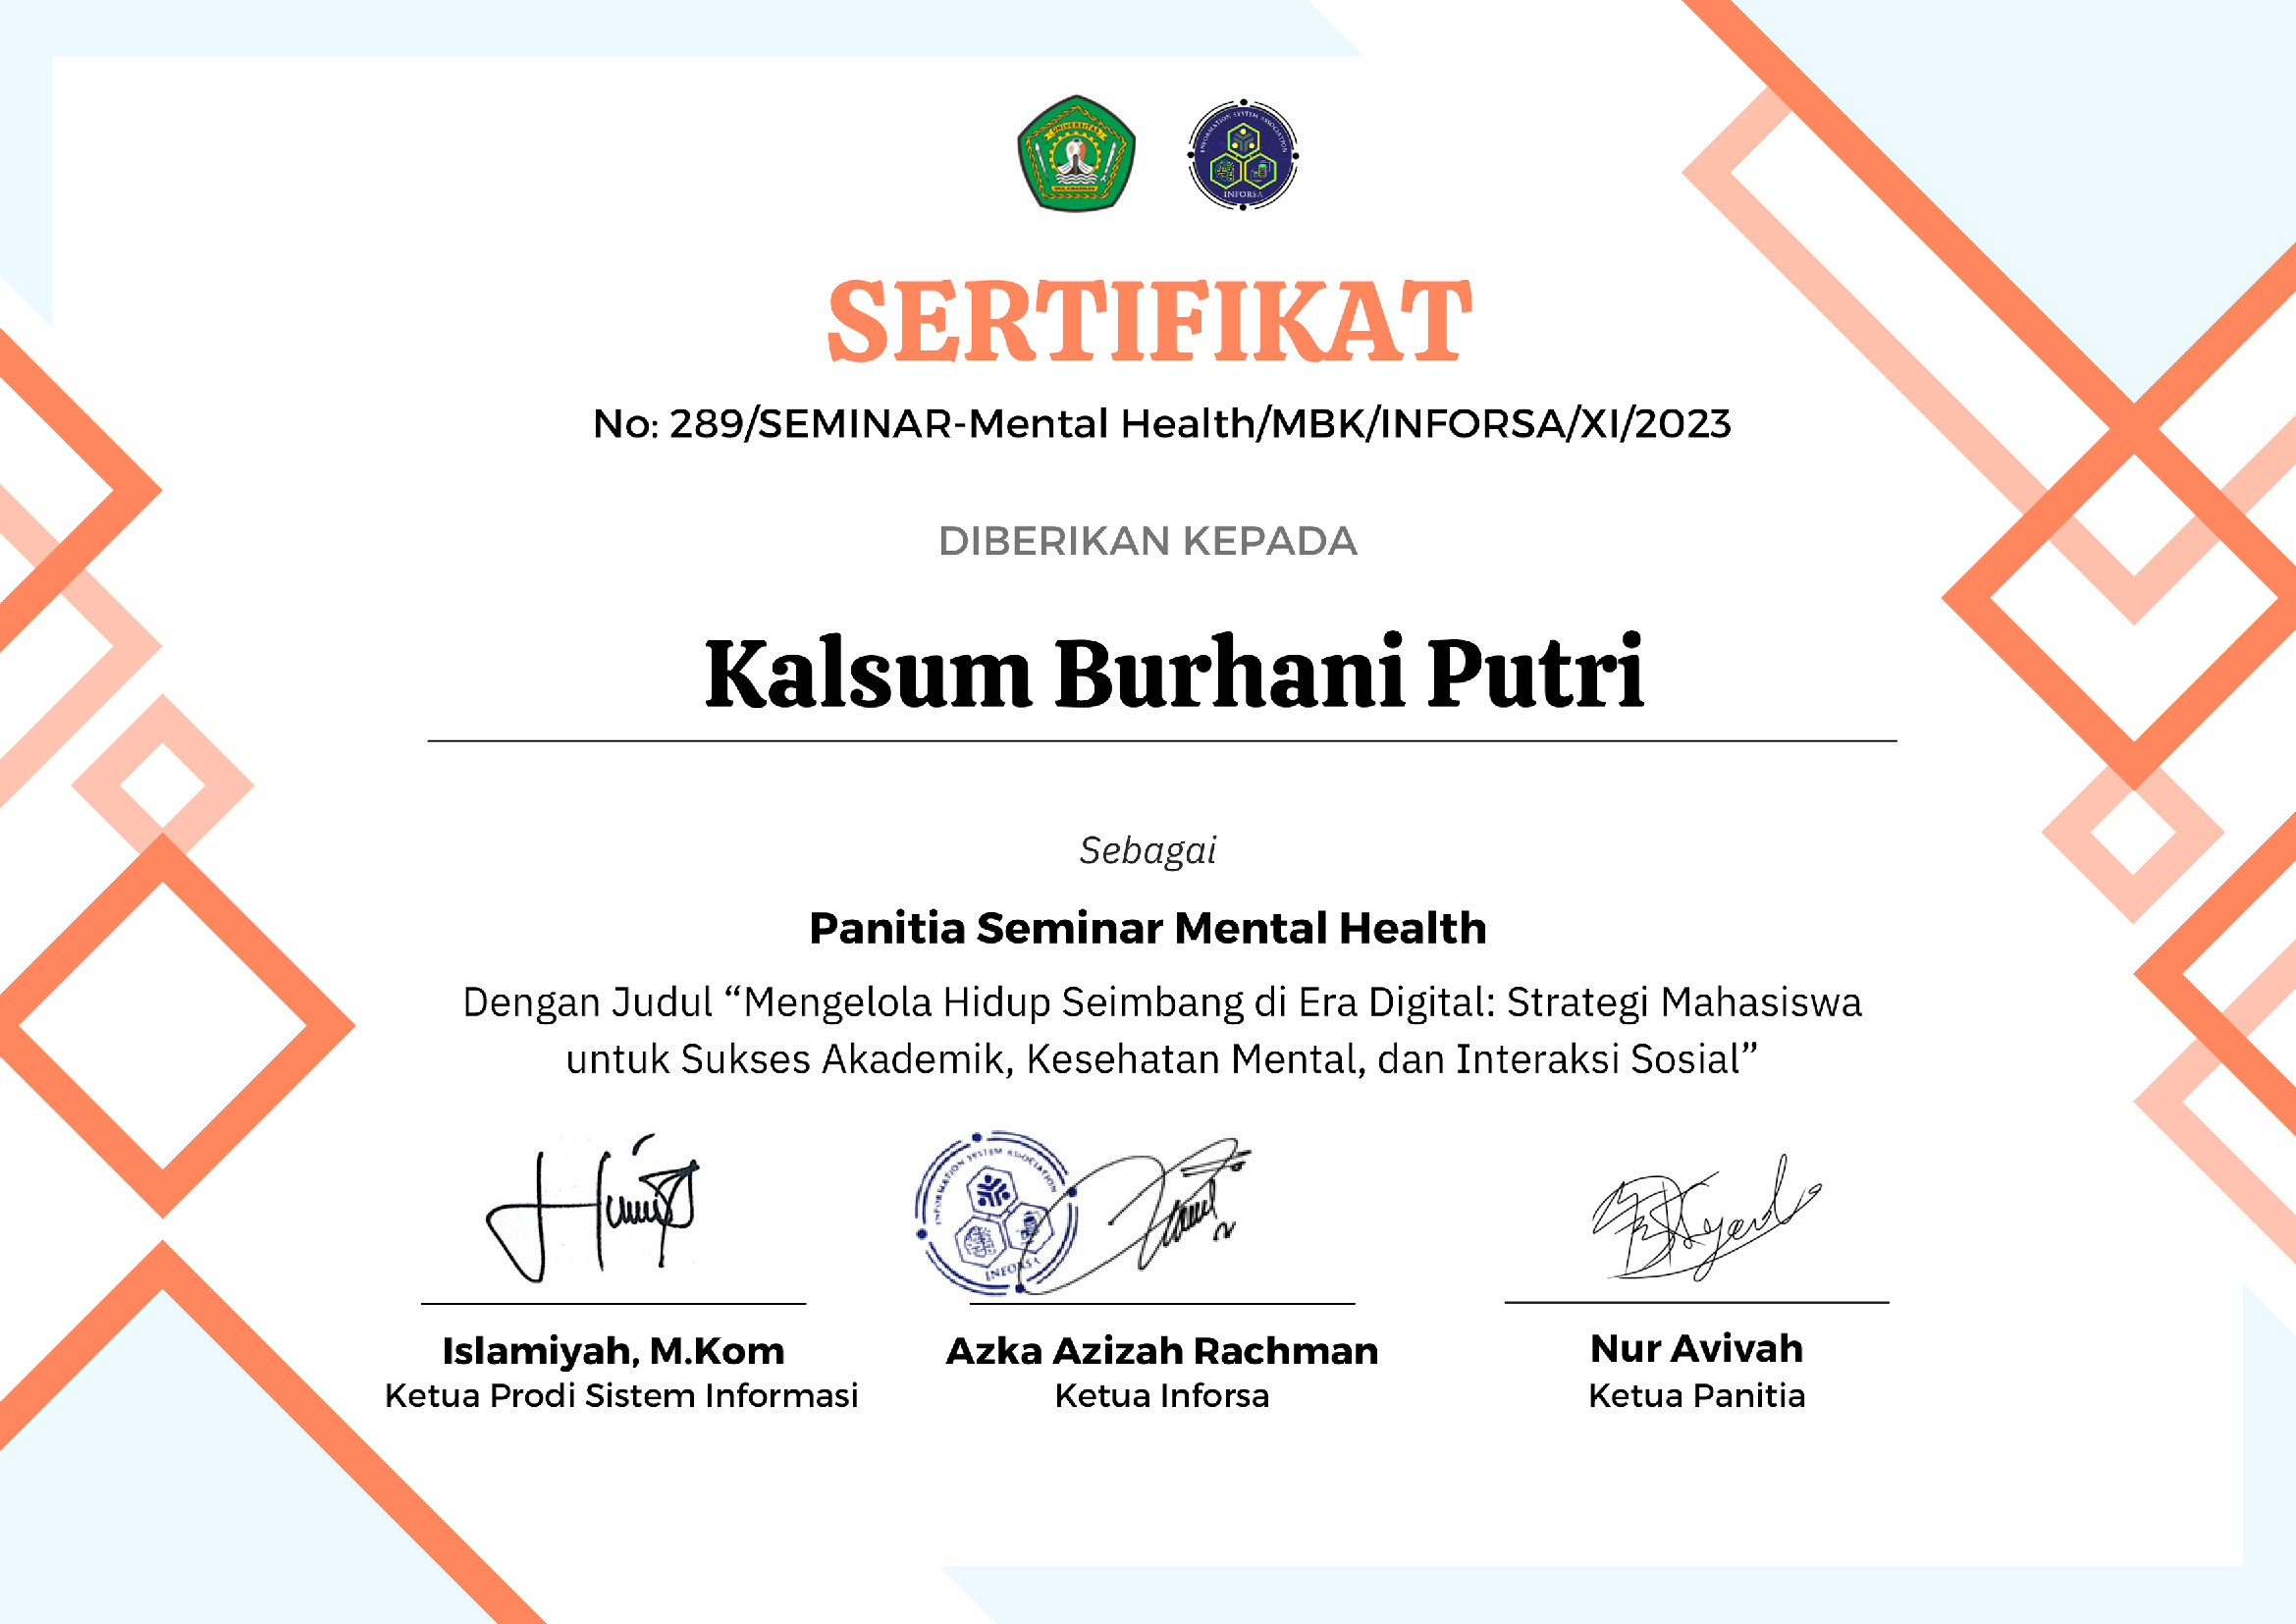 UNIVERSITAS
MULAWARMAN
INFORMATION SYSTEM ASSOCIATION
INFORSA
SERTIFIKAT
No: 289/SEMINAR-Mental Health/MBK/INFORSA/XI/2023
DIBERIKAN KEPADA
Kalsum Burhani Putri
Sebagai
Panitia Seminar Mental Health
Dengan Judul “Mengelola Hidup Seimbang di Era Digital: Strategi Mahasiswa
untuk Sukses Akademik, Kesehatan Mental, dan Interaksi Sosial”
INFORMATION SYSTEM ASSOCIATION
INFORSA
Islamiyah, M.Kom
Ketua Prodi Sistem Informasi
Azka Azizah Rachman
Ketua Inforsa
Nur Avivah
Ketua Panitia